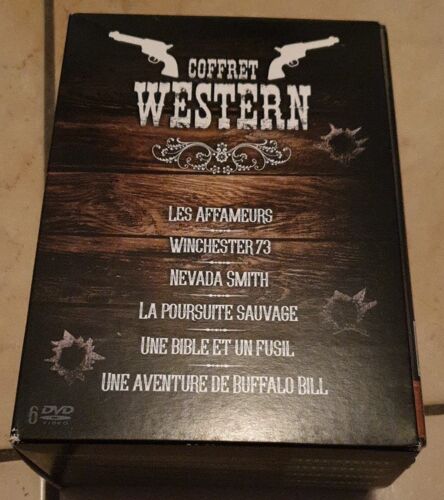 COFFRET
WESTERN
LES AFFAMEURS
WINCHESTER 73
NEVADA SMITH
LA POURSUITE SAUVAGE
UNE BIBLE ET UN FUSIL
UNE AVENTURE DE BUFFALO BILL
6 DVD
VIDEO